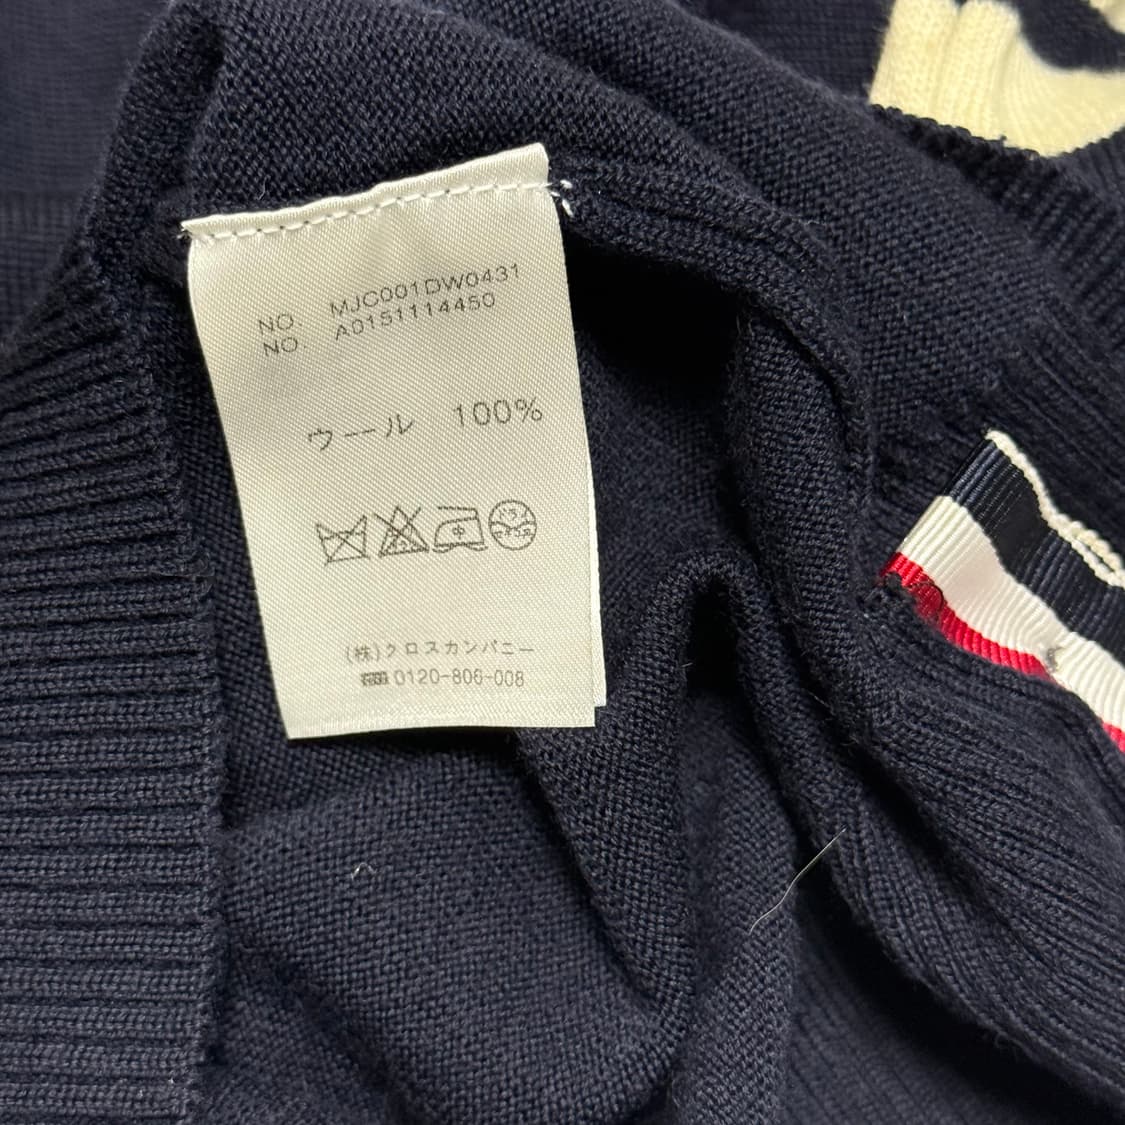 NO. MJC001DW0431
NO. A0151114450
ウール 100%
(株)クロスカンパニー
0120-806-008